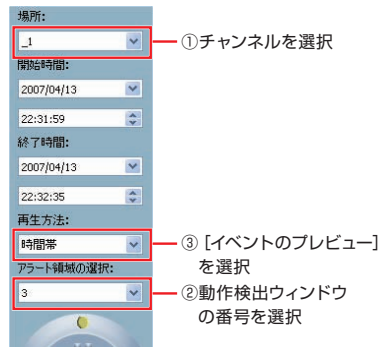 場所:
_1
①チャンネルを選択
開始時間:
2007/04/13
22:31:59
終了時間:
2007/04/13
22:32:35
再生方法:
時間帯
③［イベントのプレビュー］
を選択
アラート領域の選択:
3
②動作検出ウィンドウ
の番号を選択